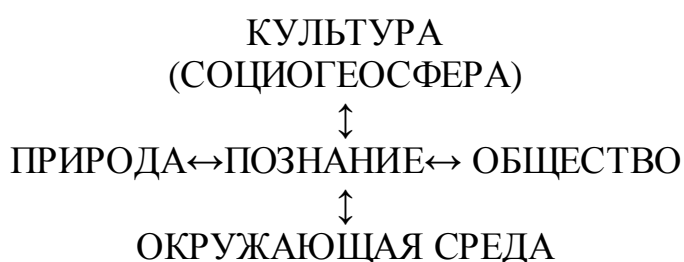 КУЛЬТУРА
(СОЦИОГЕОСФЕРА)
↕
ПРИРОДА↔ПОЗНАНИЕ↔ ОБЩЕСТВО
↕
ОКРУЖАЮЩАЯ СРЕДА